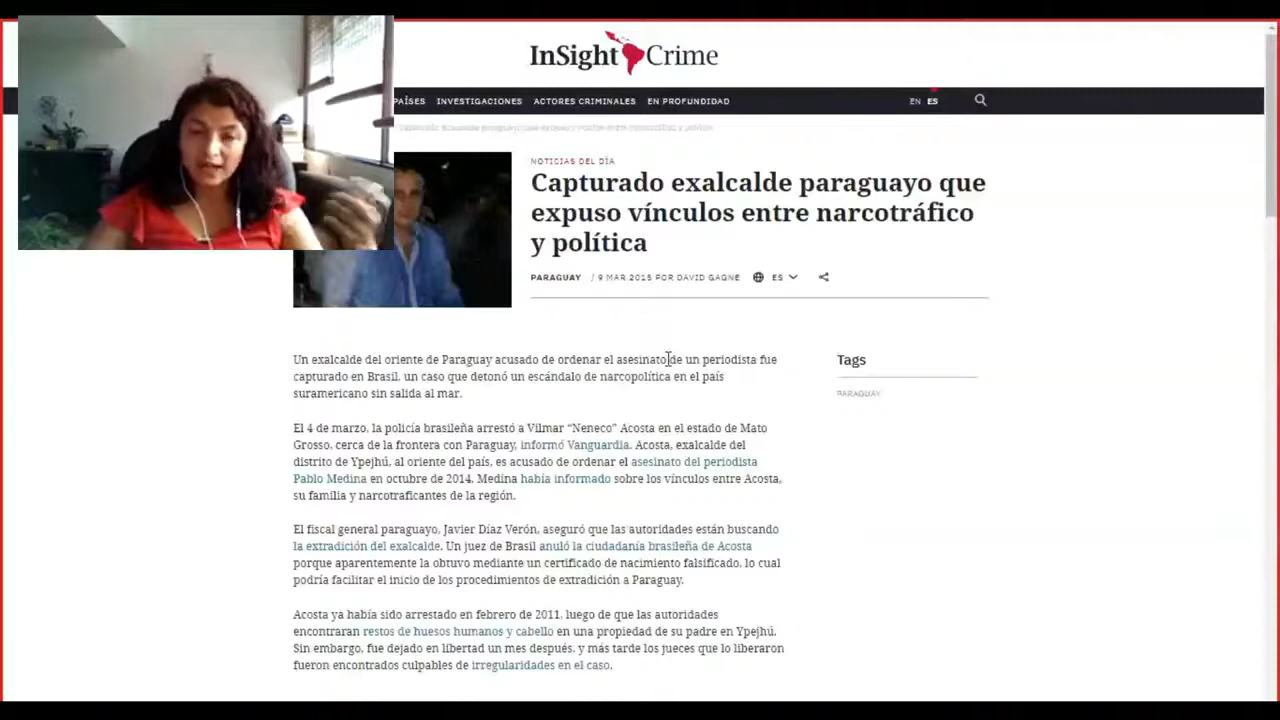 InSight Crime
PAÍSES INVESTIGACIONES ACTORES CRIMINALES EN PROFUNDIDAD EN ES
NOTICIAS DEL DÍA
Capturado exalcalde paraguayo que
expuso vínculos entre narcotráfico
y política
PARAGUAY / 9 MAR 2015 POR DAVID GAGNE ES
Un exalcalde del oriente de Paraguay acusado de ordenar el asesinato de un periodista fue
capturado en Brasil, un caso que detonó un escándalo de narcopolítica en el país
suramericano sin salida al mar.
El 4 de marzo, la policía brasileña arrestó a Vilmar “Neneco” Acosta en el estado de Mato
Grosso, cerca de la frontera con Paraguay, informó Vanguardia. Acosta, exalcalde del
distrito de Ypejhú, al oriente del país, es acusado de ordenar el asesinato del periodista
Pablo Medina en octubre de 2014. Medina había informado sobre los vínculos entre Acosta,
su familia y narcotraficantes de la región.
El fiscal general paraguayo, Javier Díaz Verón, aseguró que las autoridades están buscando
la extradición del exalcalde. Un juez de Brasil anuló la ciudadanía brasileña de Acosta
porque aparentemente la obtuvo mediante un certificado de nacimiento falsificado, lo cual
podría facilitar el inicio de los procedimientos de extradición a Paraguay.
Acosta ya había sido arrestado en febrero de 2011, luego de que las autoridades
encontraran restos de huesos humanos y cabello en una propiedad de su padre en Ypejhú.
Sin embargo, fue dejado en libertad un mes después, y más tarde los jueces que lo liberaron
fueron encontrados culpables de irregularidades en el caso.
Tags
PARAGUAY